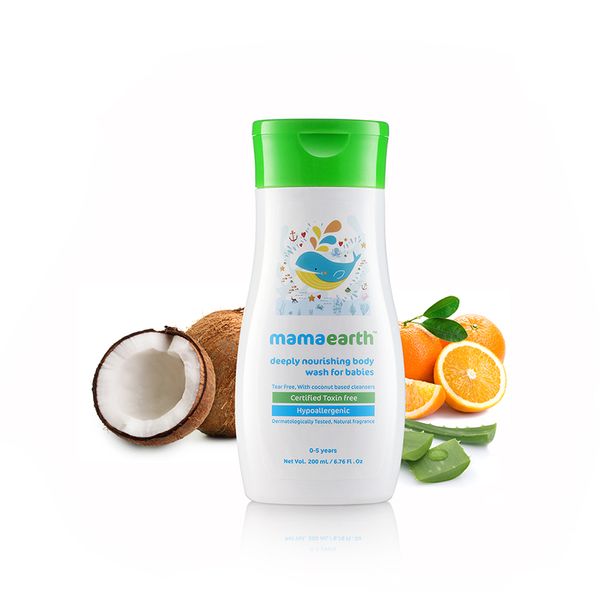 mamaearth™
deeply nourishing body
wash for babies
Tear Free, With coconut based cleansers
Certified Toxin free
Hypoallergenic
Dermatologically Tested, Natural fragrance
0-5 years
Net Vol. 200 mL / 6.76 Fl. Oz